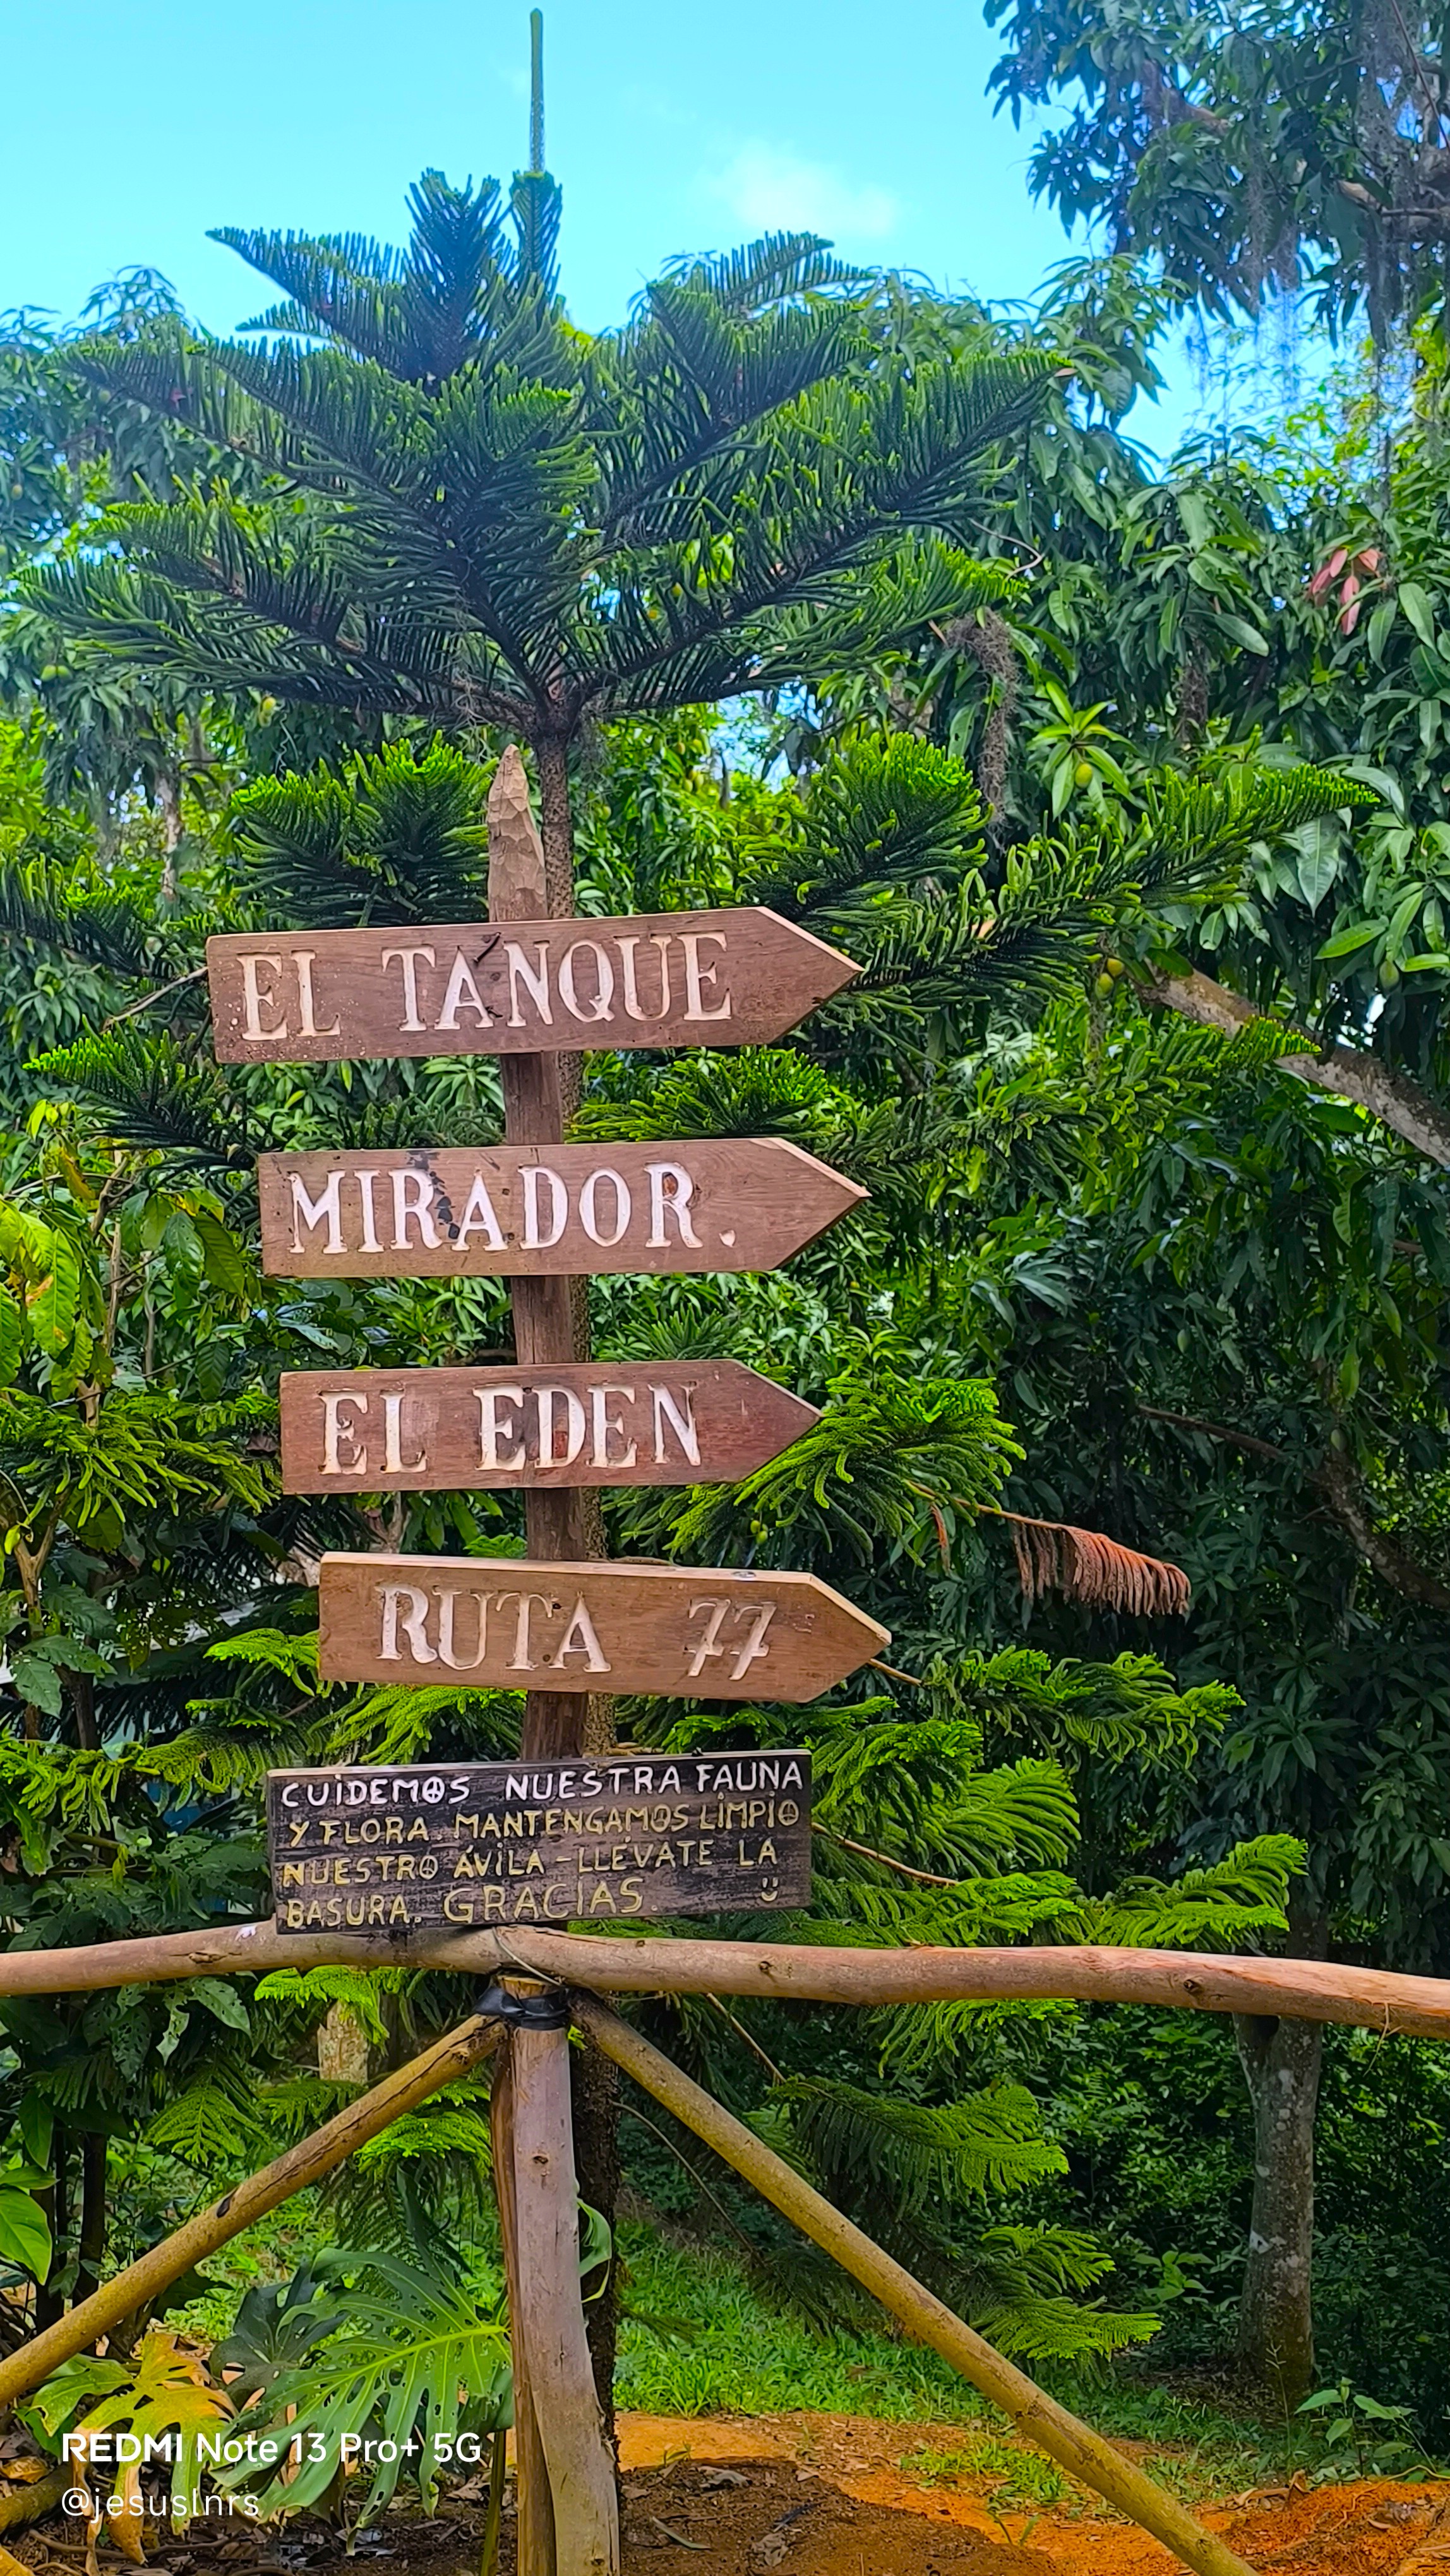 EL TANQUE
MIRADOR.
EL EDEN
RUTA 77
CUIDEMOS NUESTRA FAUNA
Y FLORA. MANTENGAMOS LIMPIO
NUESTRO ÁVILA - LLÉVATE LA
BASURA. GRACIAS.
REDMI Note 13 Pro+ 5G
@jesuslnrs